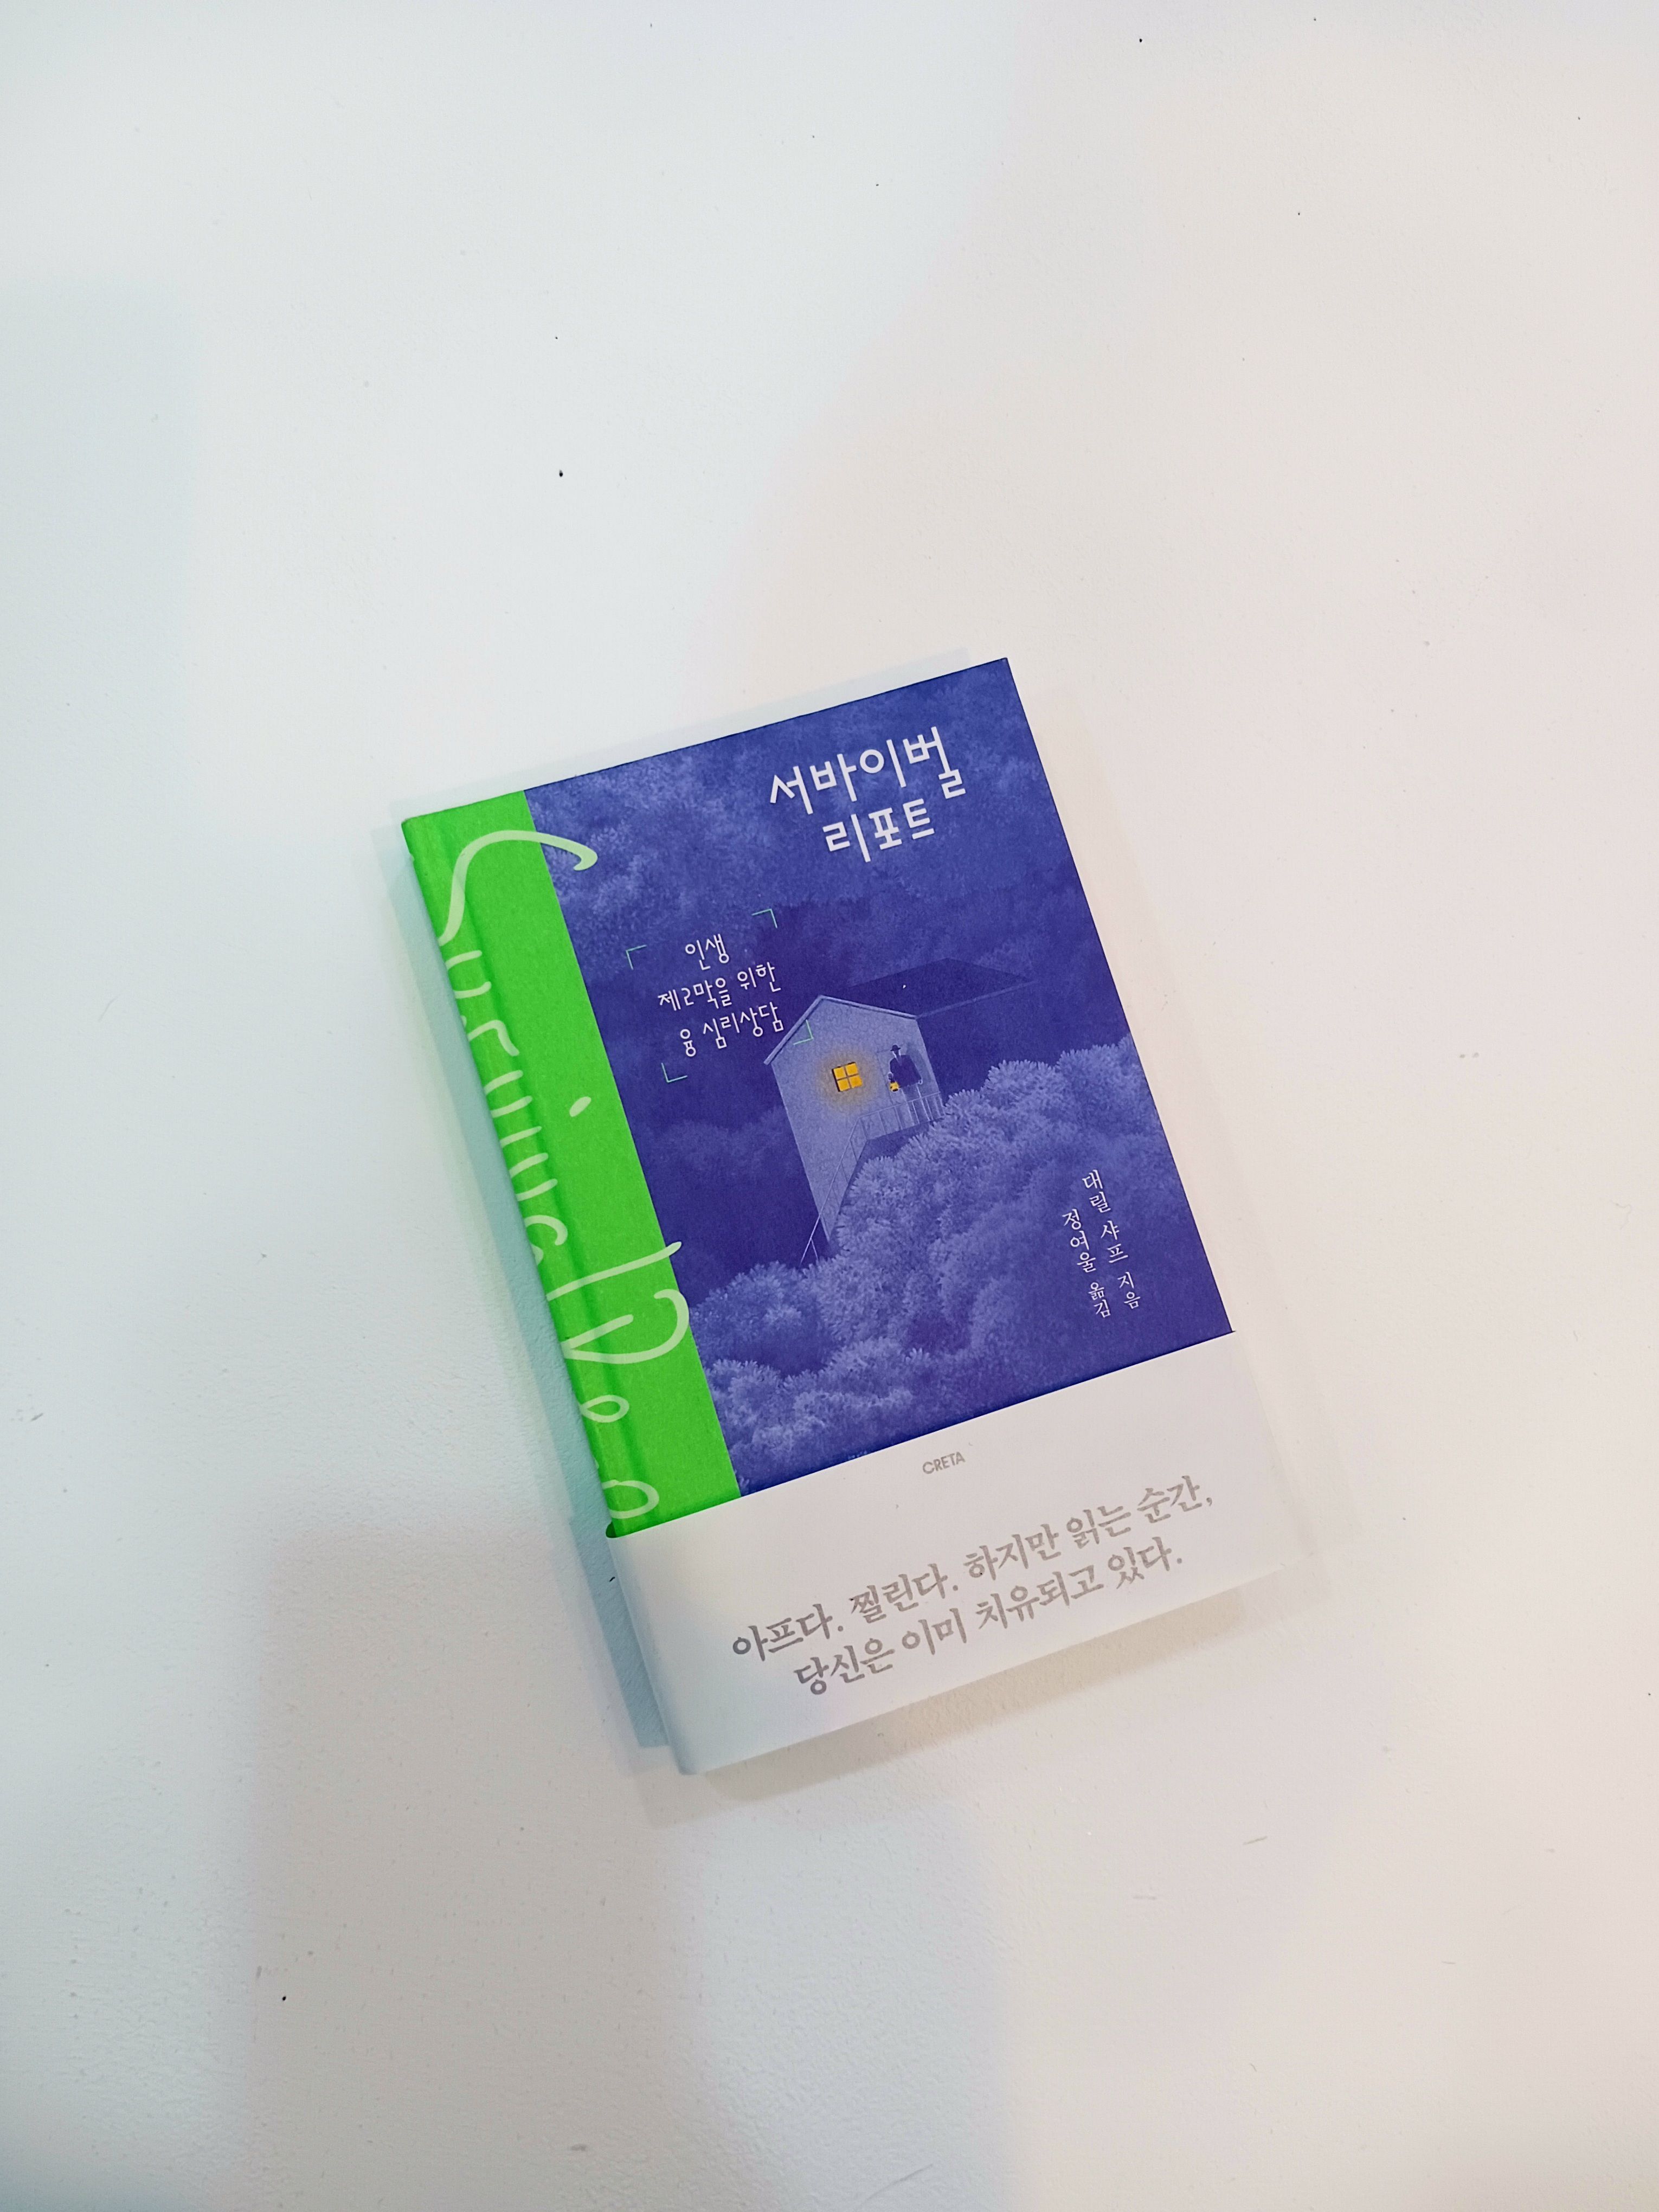 서바이벌
리포트
인생
제2막을 위한
융 심리상담
대릴 샤프 지음
정여울 옮김
Survival Repo
CRETA
아프다. 찔린다. 하지만 읽는 순간,
당신은 이미 치유되고 있다.